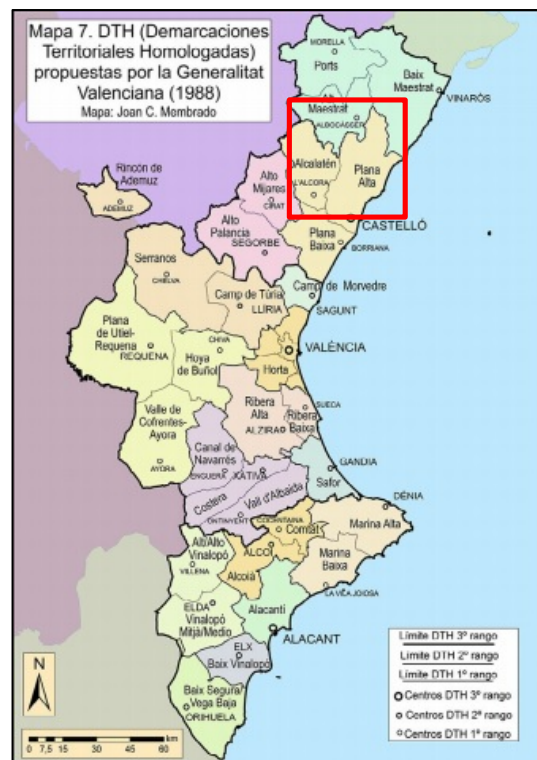 Mapa 7. DTH (Demarcaciones
Territoriales Homologadas)
propuestas por la Generalitat
Valenciana (1988)
Mapa: Joan C. Membrado
MORELLA
Ports
Baix
Maestrat
VINARÒS
Alt
Maestrat
ALBOCÀSSER
Rincón de
Ademuz
ADEMUZ
Alcalatén
L'ALCORA
Plana
Alta
Alto
Mijares
CIRAT
CASTELLÓ
Alto
Palancia
SEGORBE
Plana
Baixa
BORRIANA
Serranos
CHELVA
Camp de Morvedre
SAGUNT
Camp de Túria
LLÍRIA
Plana
de Utiel-
Requena
REQUENA
CHIVA
Hoya
de Buñol
VALÈNCIA
Horta
Valle de
Cofrentes-
Ayora
AYORA
Ribera
Alta
ALZIRA
SUECA
Ribera
Baixa
Canal de
Navarrés
ENGUERA
XÀTIVA
Costera
Vall d'Albaida
ONTINYENT
GANDIA
Safor
DÉNIA
Marina Alta
COCENTAINA
Comtat
ALCOI
Alcoià
Marina
Baixa
LA VILA JOIOSA
Alt/Alto
Vinalopó
VILLENA
ELDA
Vinalopó
Mitjà/Medio
Alacantí
ALACANT
ELX
Baix Vinalopó
Baix Segura
Vega Baja
ORIHUELA
Límite DTH 3º rango
Límite DTH 2º rango
Límite DTH 1º rango
Centros DTH 3º rango
Centros DTH 2º rango
Centros DTH 1º rango
N
0 7,5 15 30 45 60
km